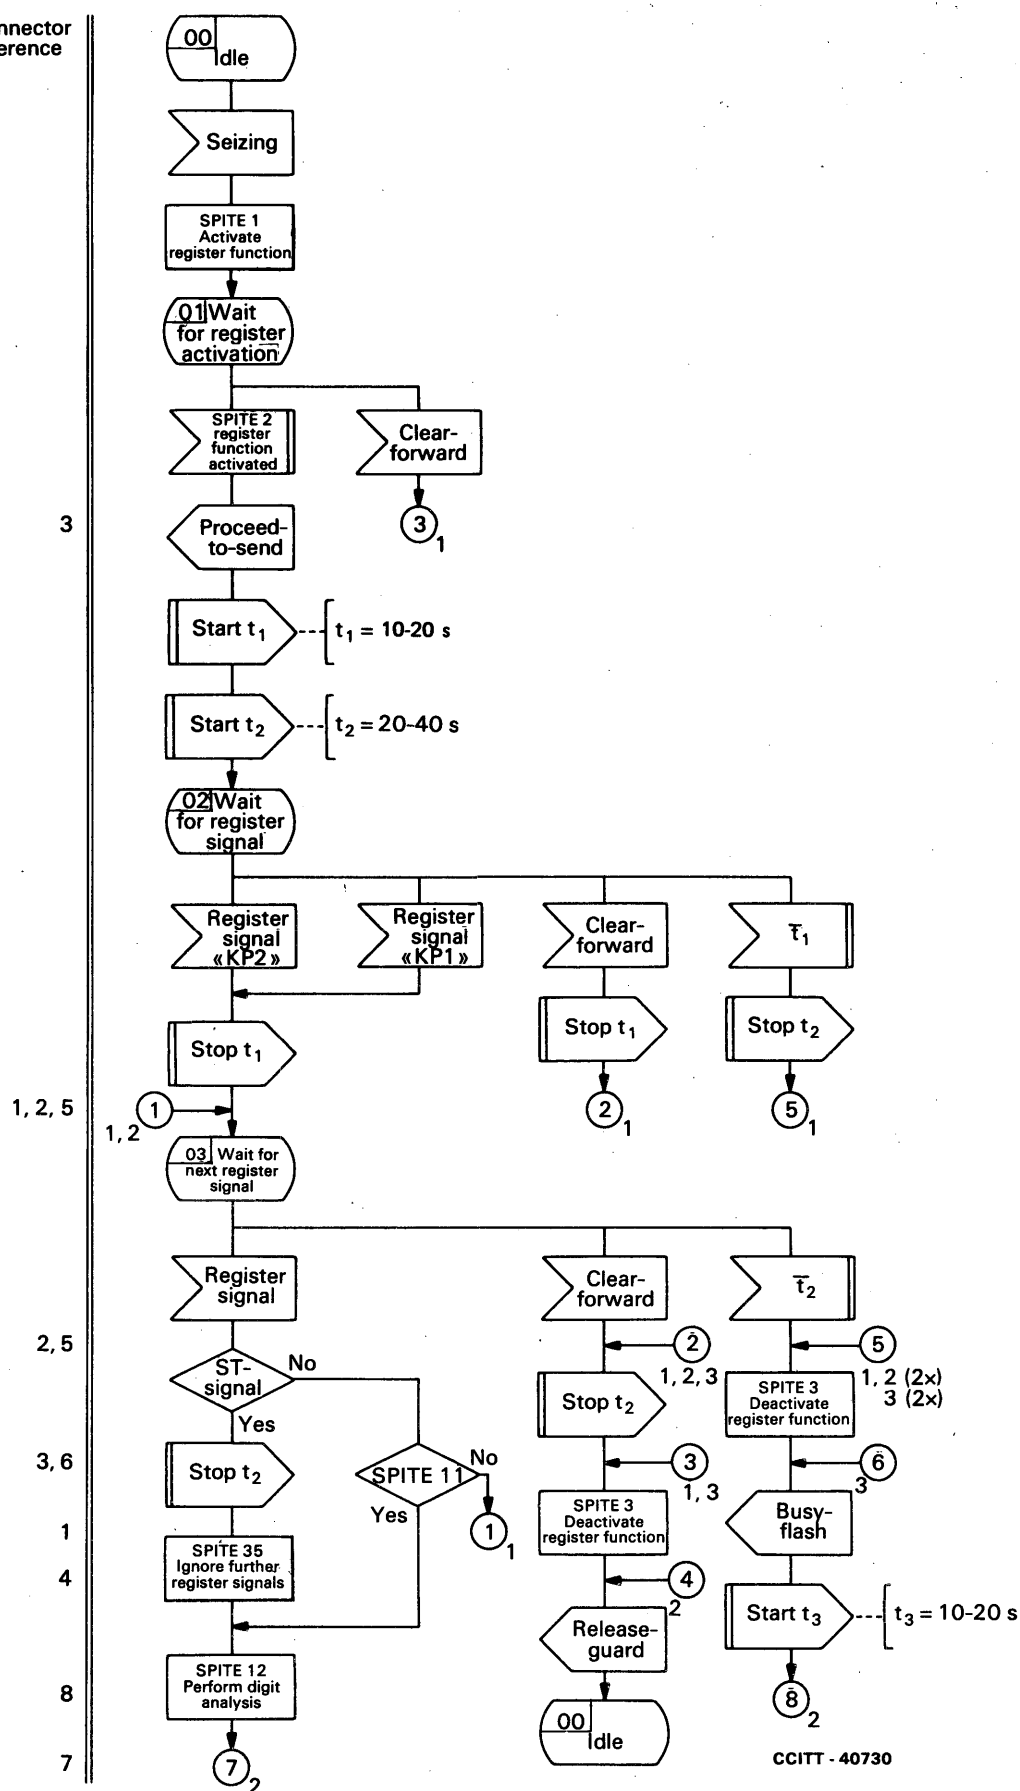 nnector
erence
00
Idle
Seizing
SPITE 1
Activate
register function
01 Wait
for register
activation
SPITE 2
register
function
activated
Clear-
forward
3
Proceed-
to-send
3
1
Start t1
t1 = 10-20 s
Start t2
t2 = 20-40 s
02 Wait
for register
signal
Register
signal
«KP2»
Register
signal
«KP1»
Clear-
forward
t̄1
Stop t1
Stop t1
Stop t2
1, 2, 5
1
1, 2
2
1
5
1
03 Wait for
next register
signal
Register
signal
Clear-
forward
t̄2
2, 5
ST-
signal
No
Yes
2
1, 2, 3
5
1, 2 (2x)
3 (2x)
Stop t2
SPITE 3
Deactivate
register function
3, 6
Stop t2
SPITE 11
No
Yes
3
1, 3
6
3
1
1
1
SPITE 3
Deactivate
register function
Busy-
flash
4
SPITE 35
Ignore further
register signals
4
2
Start t3
t3 = 10-20 s
Release-
guard
8
SPITE 12
Perform digit
analysis
8
2
00
Idle
7
7
2
CCITT - 40730